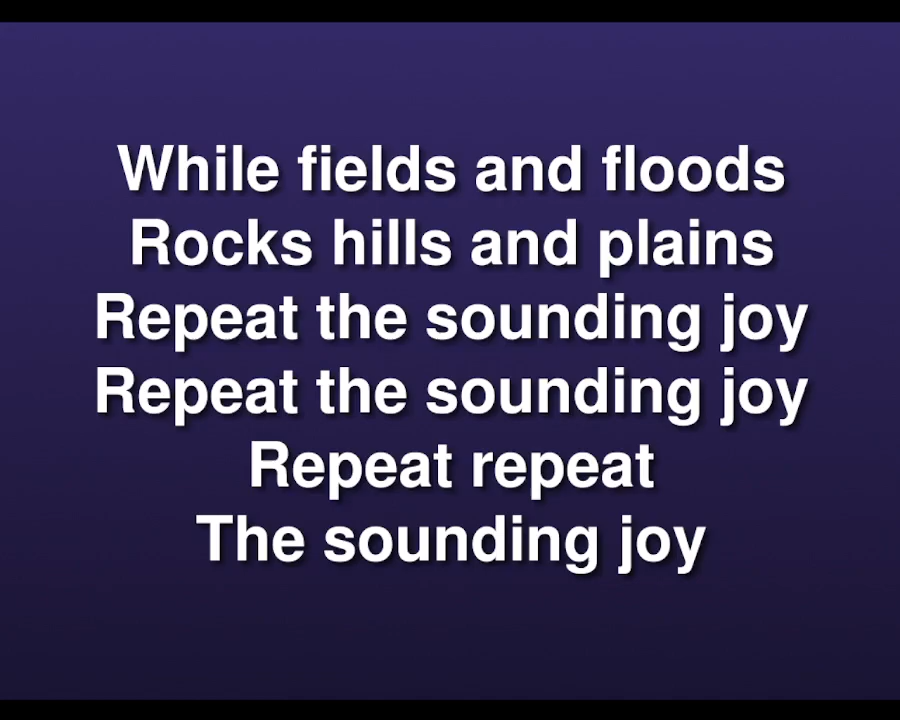 While fields and floods
Rocks hills and plains
Repeat the sounding joy
Repeat the sounding joy
Repeat repeat
The sounding joy